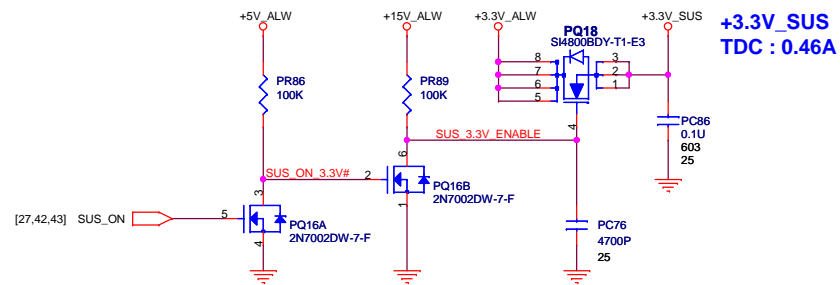 +5V_ALW
+15V_ALW
+3.3V_ALW
PQ18
SI4800BDY-T1-E3
+3.3V_SUS
+3.3V_SUS
TDC : 0.46A
8
7
6
5
3
2
1
4
PR86
100K
PR89
100K
SUS_3.3V_ENABLE
PC86
0.1U
603
25
SUS_ON_3.3V#
3
2
6
1
PQ16B
2N7002DW-7-F
[27,42,43] SUS_ON
5
4
PQ16A
2N7002DW-7-F
PC76
4700P
25